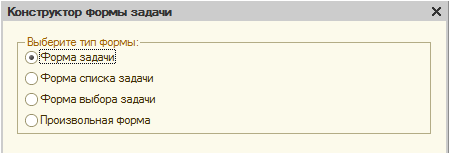 Конструктор формы задачи
Выберите тип формы:
Форма задачи
Форма списка задачи
Форма выбора задачи
Произвольная форма